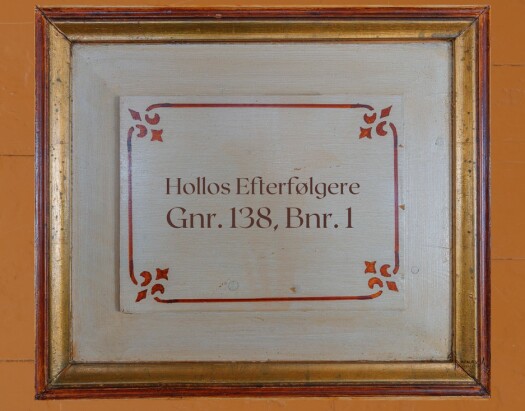 Hollos Efterfølgere
Gnr. 138, Bnr. 1